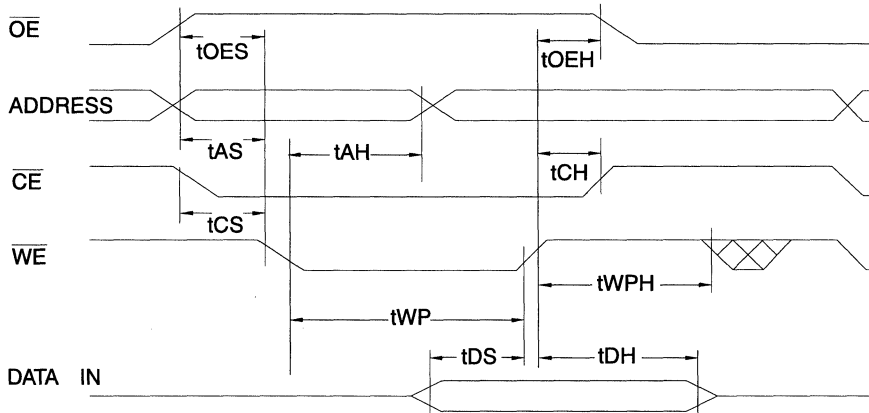 OE
tOES
tOEH
ADDRESS
tAS
tAH
CE
tCH
tCS
WE
tWPH
tWP
tDS
tDH
DATA IN